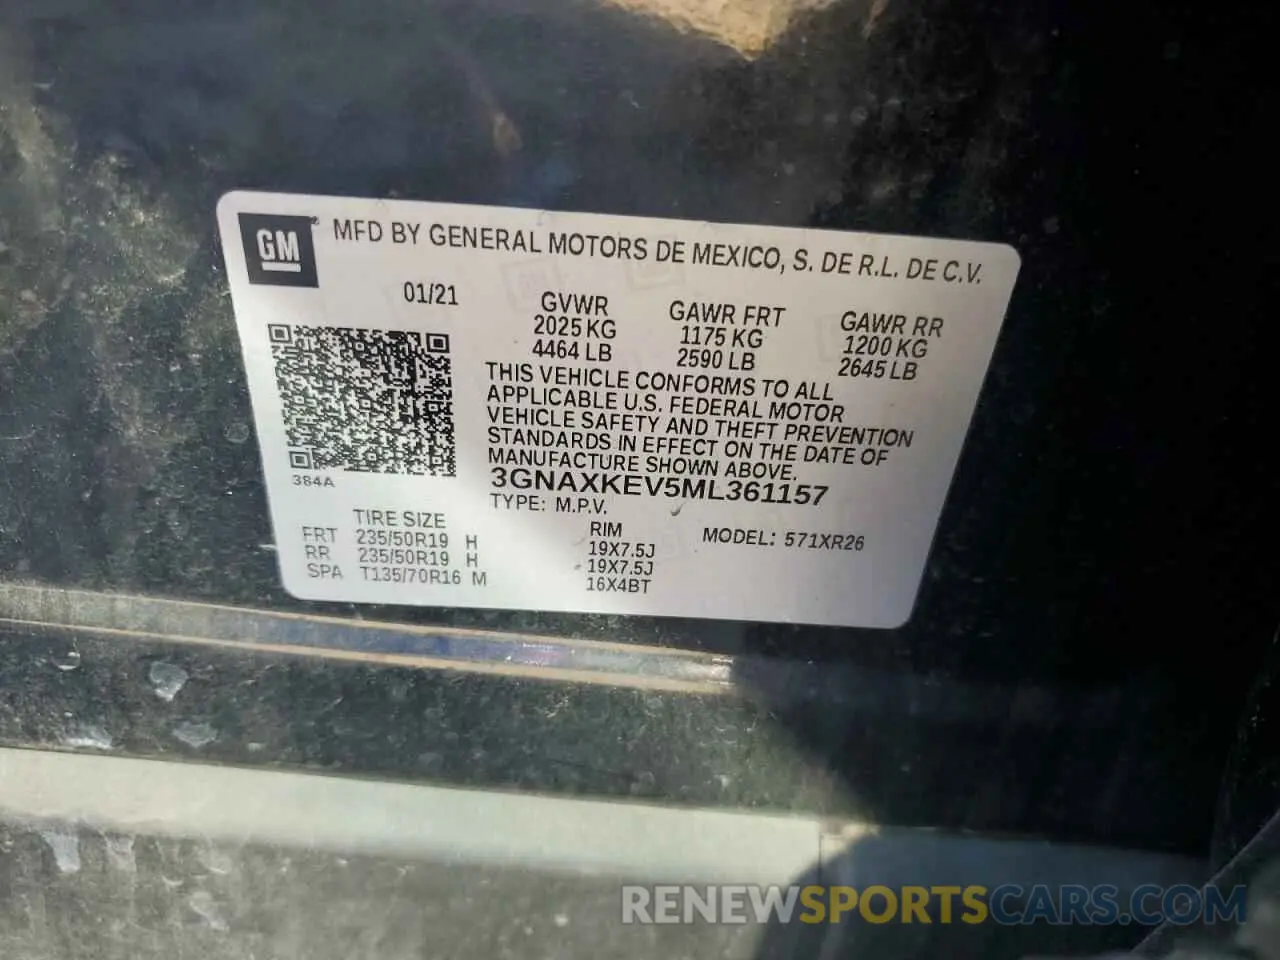 GM® MFD BY GENERAL MOTORS DE MEXICO, S. DE R.L. DE C.V.
01/21
GVWR GAWR FRT GAWR RR
2025 KG 1175 KG 1200 KG
4464 LB 2590 LB 2645 LB
THIS VEHICLE CONFORMS TO ALL
APPLICABLE U.S. FEDERAL MOTOR
VEHICLE SAFETY AND THEFT PREVENTION
STANDARDS IN EFFECT ON THE DATE OF
MANUFACTURE SHOWN ABOVE.
384A
3GNAXKEV5ML361157
TYPE: M.P.V.
TIRE SIZE RIM MODEL: 571XR26
FRT 235/50R19 H 19X7.5J
RR 235/50R19 H 19X7.5J
SPA T135/70R16 M 16X4BT
RENEWSPORTSCARS.COM